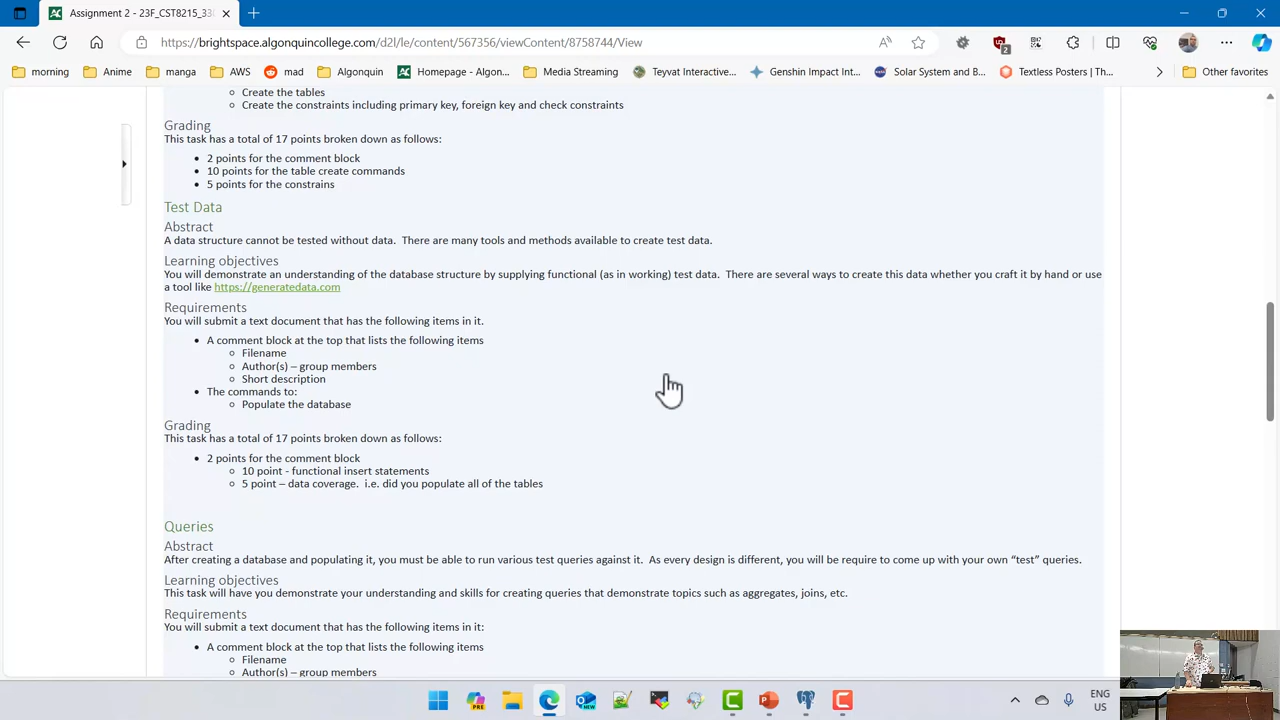 Assignment 2 - 23F_CST8215_33
https://brightspace.algonquincollege.com/d2l/le/content/567356/viewContent/8758744/View
2
morning
Anime
manga
AWS
mad
Algonquin
Homepage - Algon...
Media Streaming
Teyvat Interactive...
Genshin Impact Int...
Solar System and B...
Textless Posters | Th...
Other favorites
Create the tables
Create the constraints including primary key, foreign key and check constraints
Grading
This task has a total of 17 points broken down as follows:
2 points for the comment block
10 points for the table create commands
5 points for the constrains
Test Data
Abstract
A data structure cannot be tested without data. There are many tools and methods available to create test data.
Learning objectives
You will demonstrate an understanding of the database structure by supplying functional (as in working) test data. There are several ways to create this data whether you craft it by hand or use
a tool like https://generatedata.com
Requirements
You will submit a text document that has the following items in it.
A comment block at the top that lists the following items
Filename
Author(s) – group members
Short description
The commands to:
Populate the database
Grading
This task has a total of 17 points broken down as follows:
2 points for the comment block
10 point - functional insert statements
5 point – data coverage. i.e. did you populate all of the tables
Queries
Abstract
After creating a database and populating it, you must be able to run various test queries against it. As every design is different, you will be require to come up with your own “test” queries.
Learning objectives
This task will have you demonstrate your understanding and skills for creating queries that demonstrate topics such as aggregates, joins, etc.
Requirements
You will submit a text document that has the following items in it:
A comment block at the top that lists the following items
Filename
Author(s) – group members
ENG
US